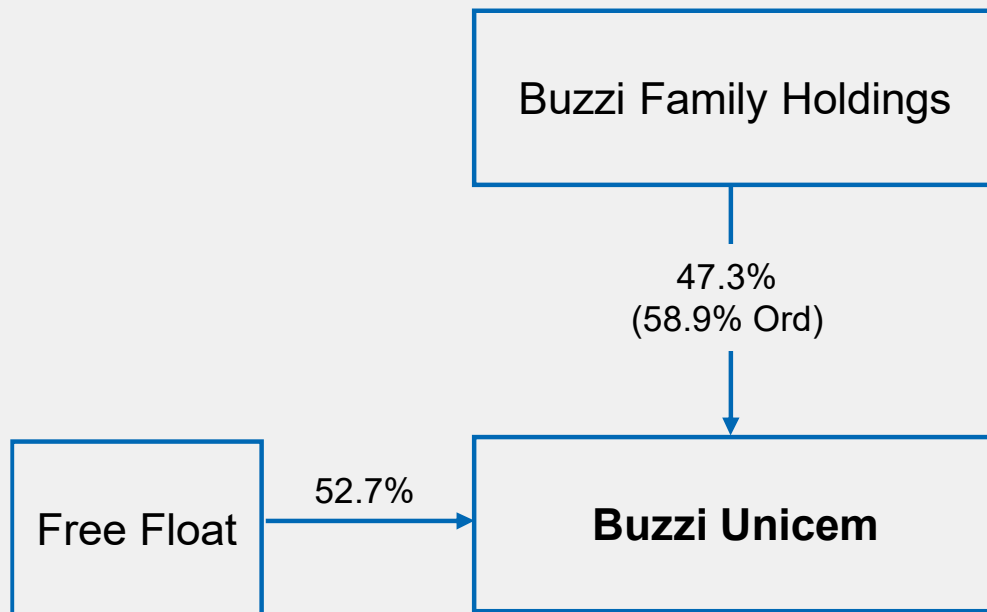 Buzzi Family Holdings
47.3%
(58.9% Ord)
52.7%
Free Float
Buzzi Unicem